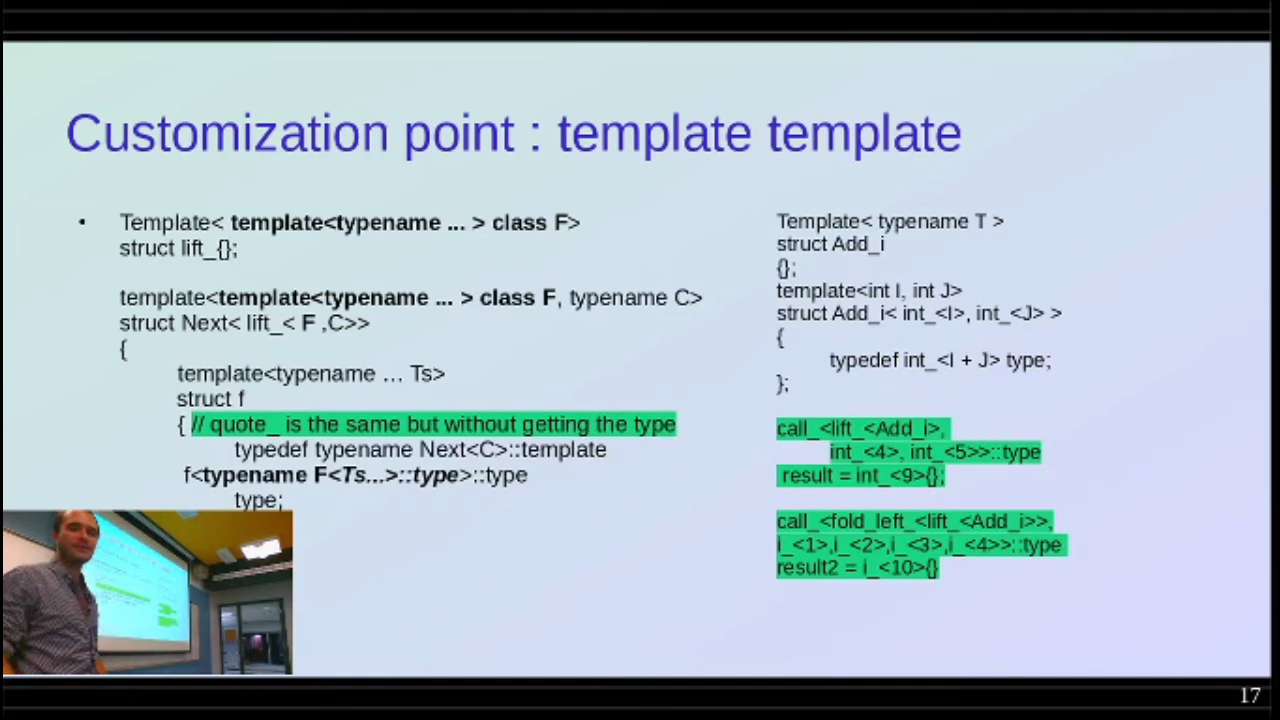 Customization point : template template
• Template< template<typename ... > class F>
struct lift_{};
template<template<typename ... > class F, typename C>
struct Next< lift_< F ,C>>
{
template<typename … Ts>
struct f
{ // quote_ is the same but without getting the type
typedef typename Next<C>::template
f<typename F<Ts...>::type>::type
type;
Template< typename T >
struct Add_i
{};
template<int I, int J>
struct Add_i< int_<I>, int_<J> >
{
typedef int_<I + J> type;
};
call_<lift_<Add_i>,
int_<4>, int_<5>>::type
result = int_<9>{};
call_<fold_left_<lift_<Add_i>>,
i_<1>,i_<2>,i_<3>,i_<4>>::type
result2 = i_<10>{}
17